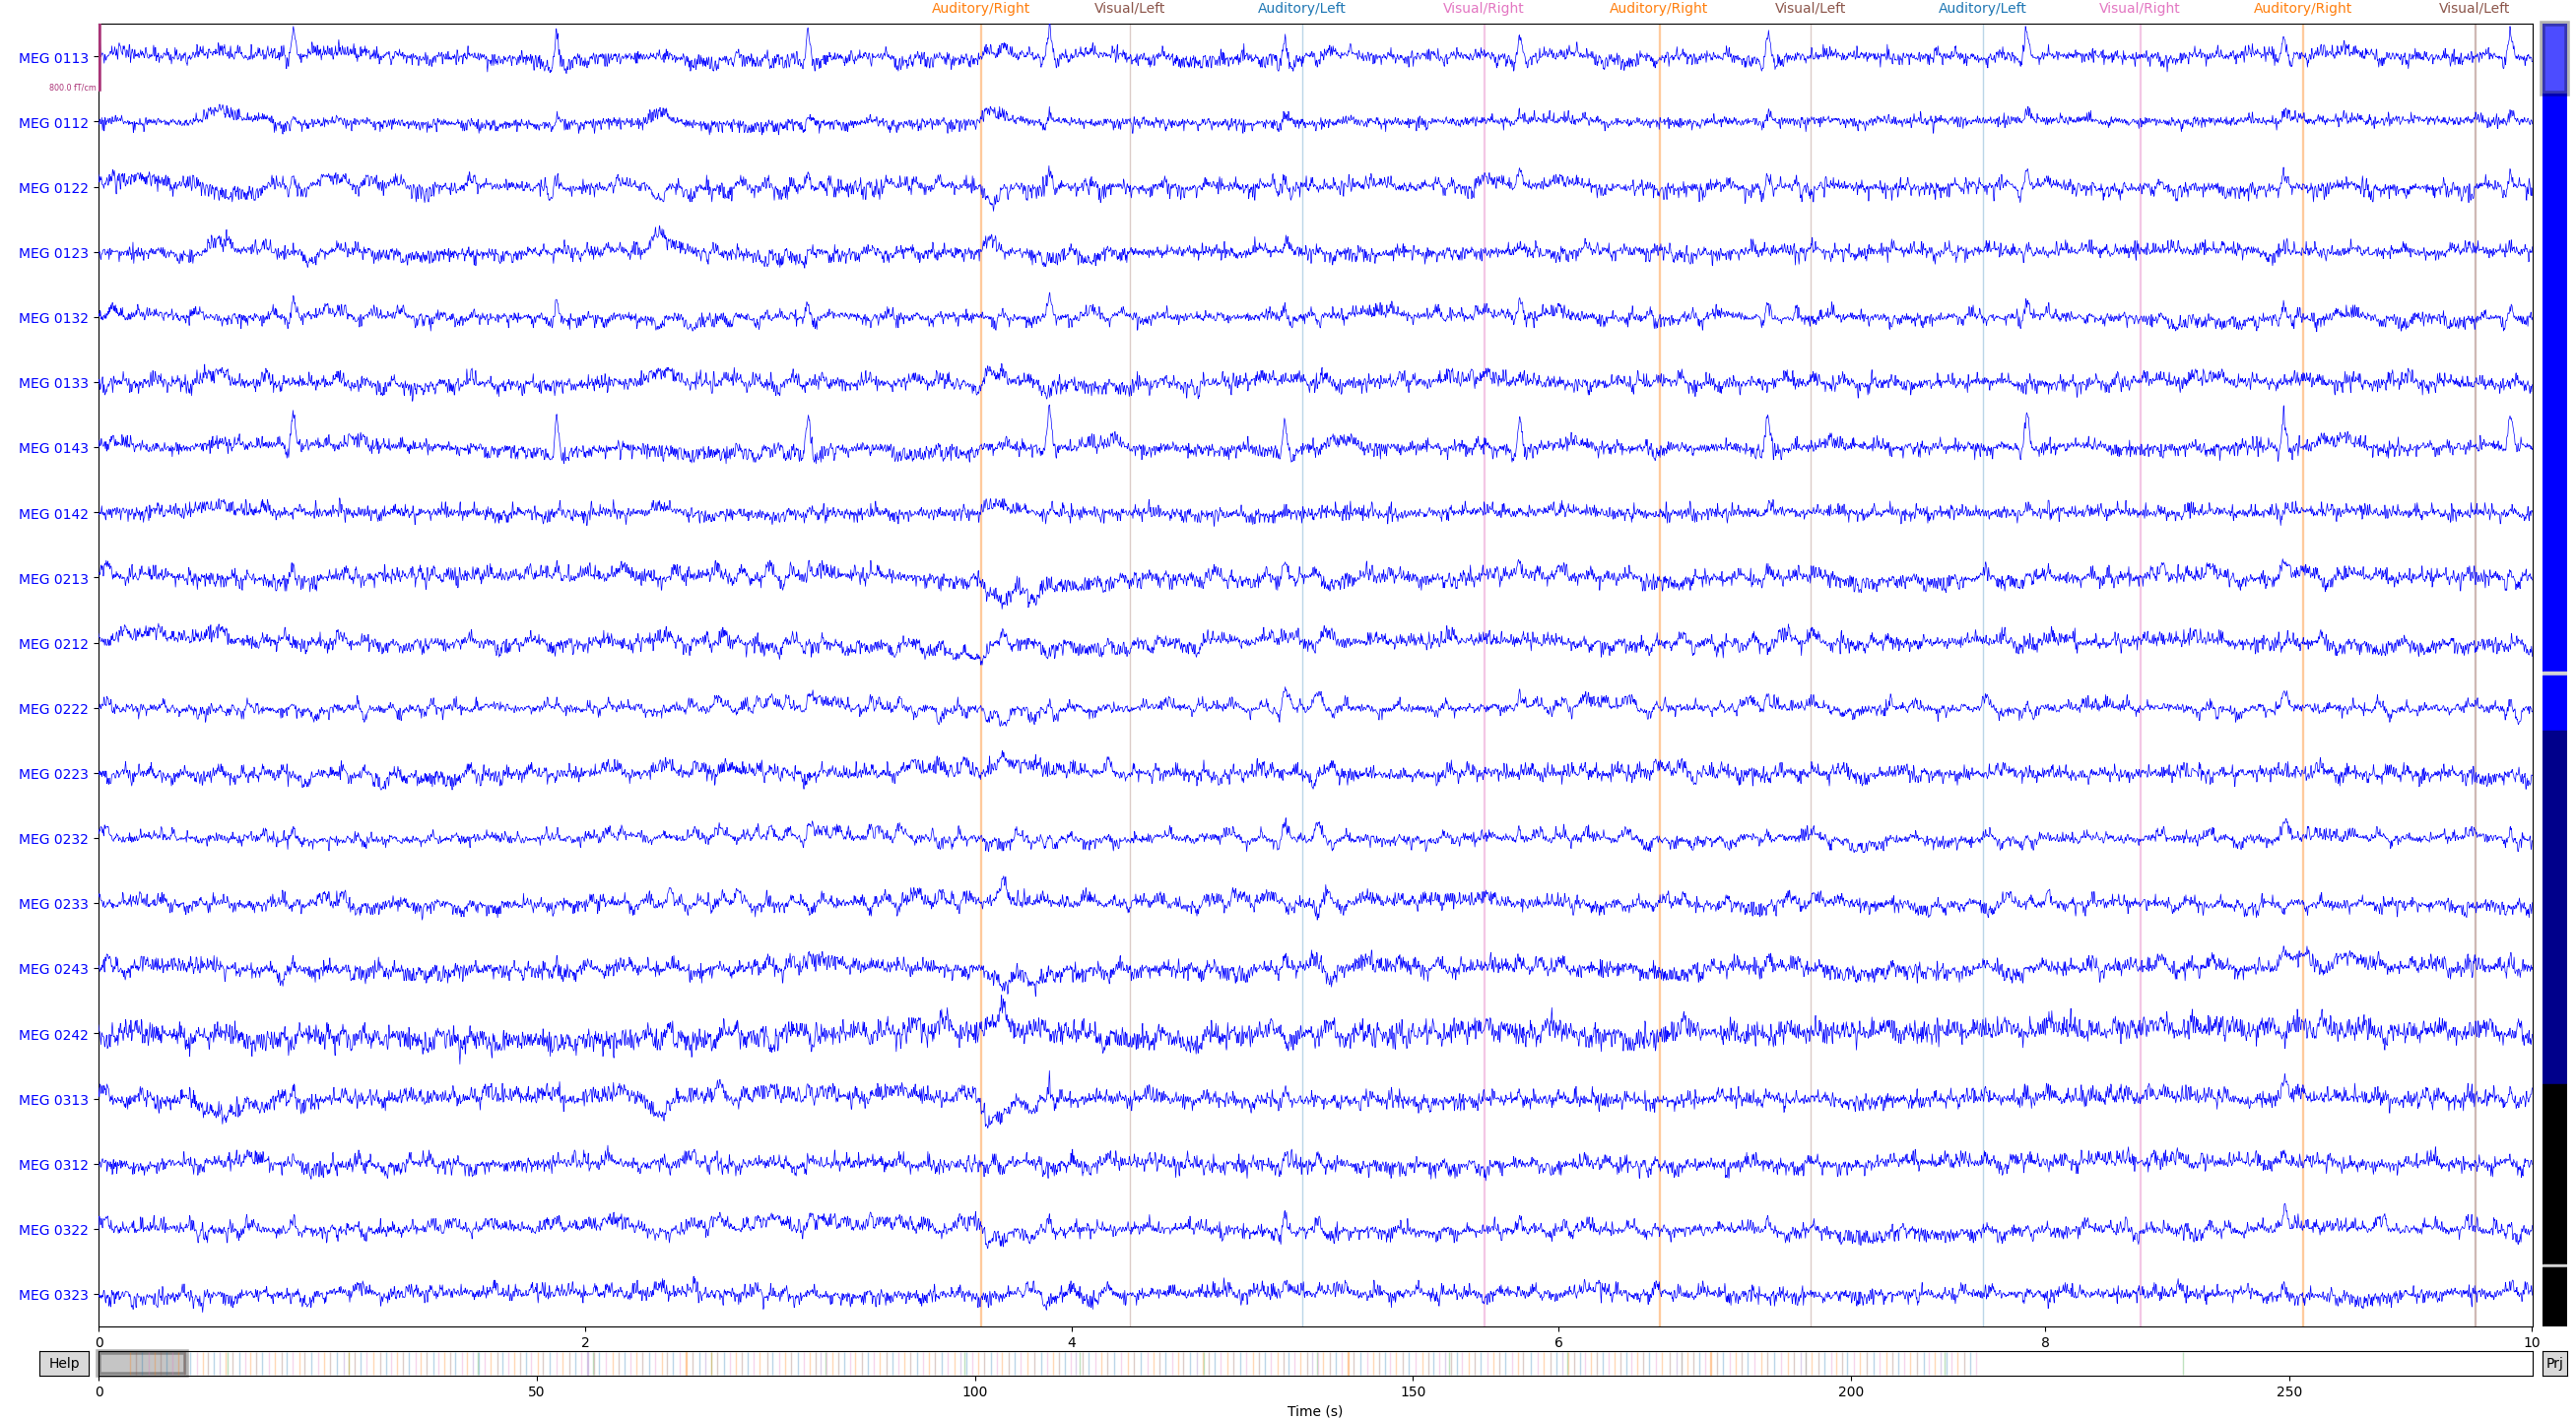 Auditory/Right Visual/Left Auditory/Left Visual/Right Auditory/Right Visual/Left Auditory/Left Visual/Right Auditory/Right Visual/Left
MEG 0113
800.0 fT/cm
MEG 0112
MEG 0122
MEG 0123
MEG 0132
MEG 0133
MEG 0143
MEG 0142
MEG 0213
MEG 0212
MEG 0222
MEG 0223
MEG 0232
MEG 0233
MEG 0243
MEG 0242
MEG 0313
MEG 0312
MEG 0322
MEG 0323
0 2 4 6 8 10
Help Prj
0 50 100 150 200 250
Time (s)